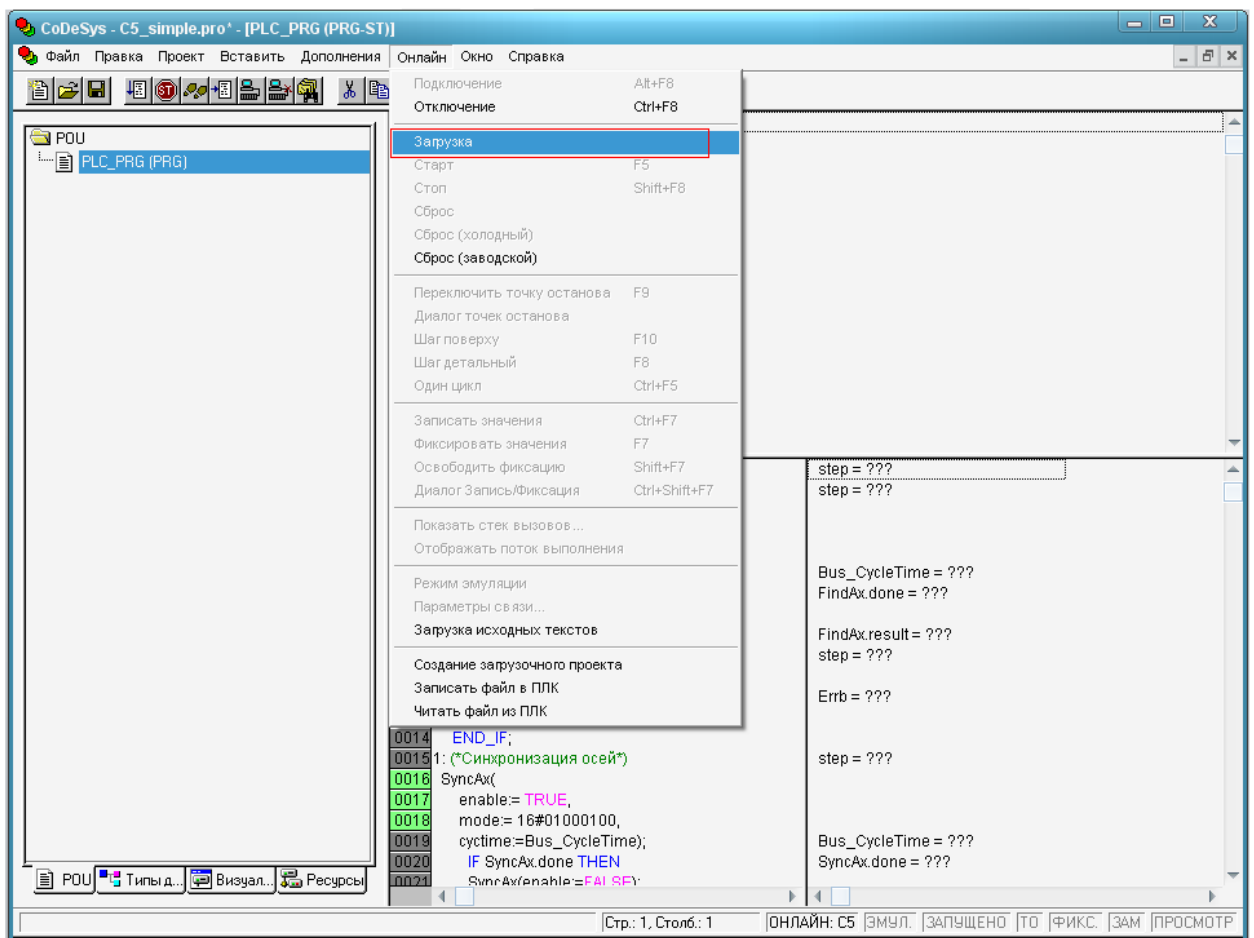 CoDeSys - C5_simple.pro* - [PLC_PRG (PRG-ST)]
Файл Правка Проект Вставить Дополнения Онлайн Окно Справка
Подключение Alt+F8
Отключение Ctrl+F8
Загрузка
Старт F5
Стоп Shift+F8
Сброс
Сброс (холодный)
Сброс (заводской)
Переключить точку останова F9
Диалог точек останова
Шаг поверху F10
Шаг детальный F8
Один цикл Ctrl+F5
Записать значения Ctrl+F7
Фиксировать значения F7
Освободить фиксацию Shift+F7
Диалог Запись/Фиксация Ctrl+Shift+F7
Показать стек вызовов...
Отображать поток выполнения
Режим эмуляции
Параметры связи...
Загрузка исходных текстов
Создание загрузочного проекта
Записать файл в ПЛК
Читать файл из ПЛК
POU
PLC_PRG (PRG)
0014 END_IF;
0015 1: (*Синхронизация осей*)
0016 SyncAx(
0017 enable:= TRUE,
0018 mode:= 16#01000100,
0019 cyctime:=Bus_CycleTime);
0020 IF SyncAx.done THEN
0021 SyncAx(enable:=FALSE);
step = ???
step = ???
Bus_CycleTime = ???
FindAx.done = ???
FindAx.result = ???
step = ???
Errb = ???
step = ???
Bus_CycleTime = ???
SyncAx.done = ???
POU Типы д... Визуал... Ресурсы
Стр.: 1, Столб.: 1 ОНЛАЙН: C5 ЭМУЛ. ЗАПУЩЕНО ТО ФИКС. ЗАМ ПРОСМОТР